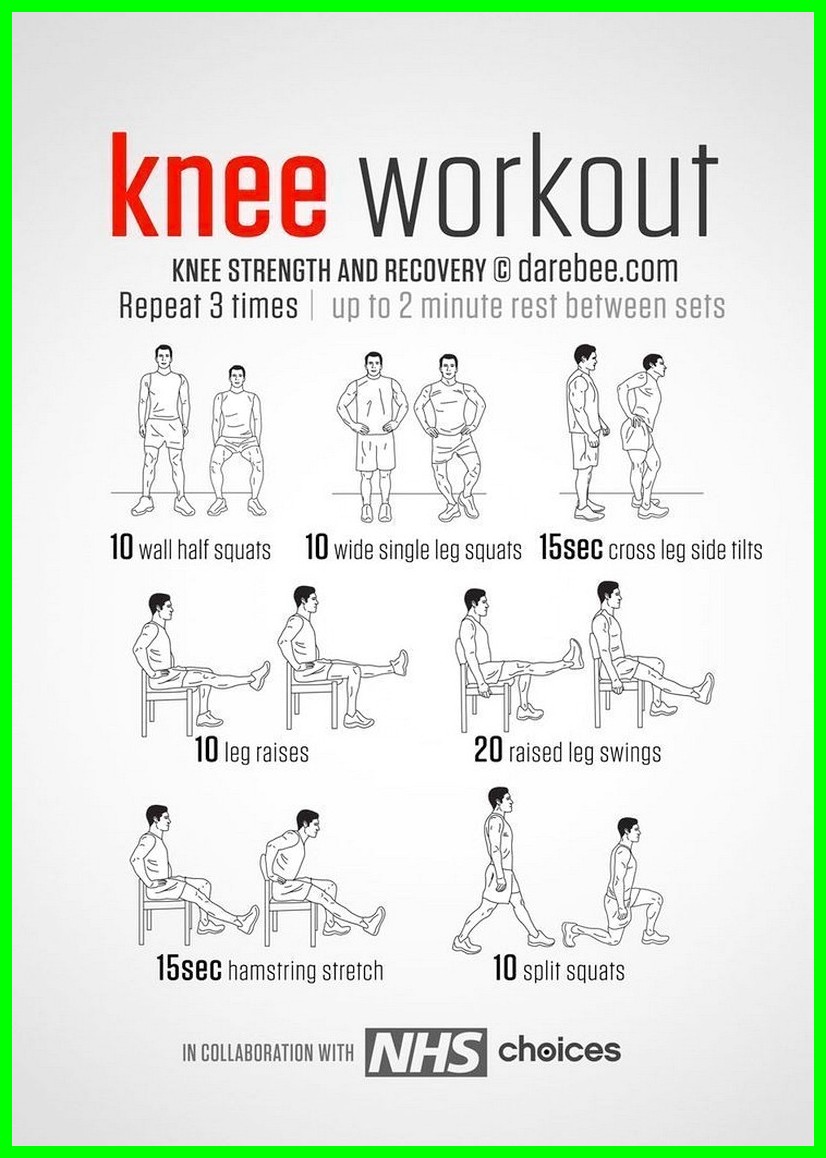 knee workout
KNEE STRENGTH AND RECOVERY © darebee.com
Repeat 3 times | up to 2 minute rest between sets
10 wall half squats
10 wide single leg squats
15sec cross leg side tilts
10 leg raises
20 raised leg swings
15sec hamstring stretch
10 split squats
IN COLLABORATION WITH NHS choices